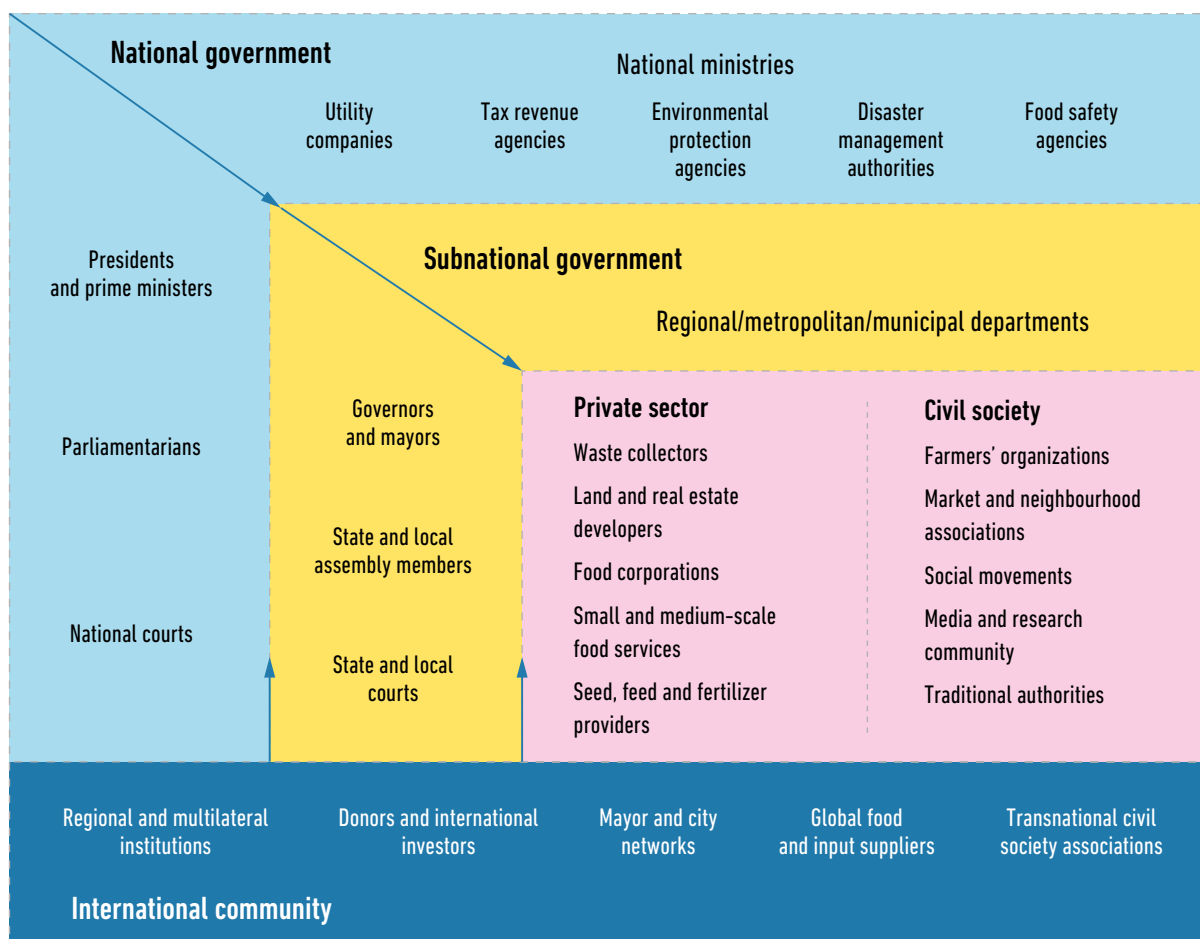 National government
National ministries
Utility
companies
Tax revenue
agencies
Environmental
protection
agencies
Disaster
management
authorities
Food safety
agencies
Presidents
and prime ministers
Parliamentarians
National courts
Subnational government
Regional/metropolitan/municipal departments
Governors
and mayors
State and local
assembly members
State and local
courts
Private sector
Waste collectors
Land and real estate
developers
Food corporations
Small and medium-scale
food services
Seed, feed and fertilizer
providers
Civil society
Farmers’ organizations
Market and neighbourhood
associations
Social movements
Media and research
community
Traditional authorities
Regional and multilateral
institutions
Donors and international
investors
Mayor and city
networks
Global food
and input suppliers
Transnational civil
society associations
International community